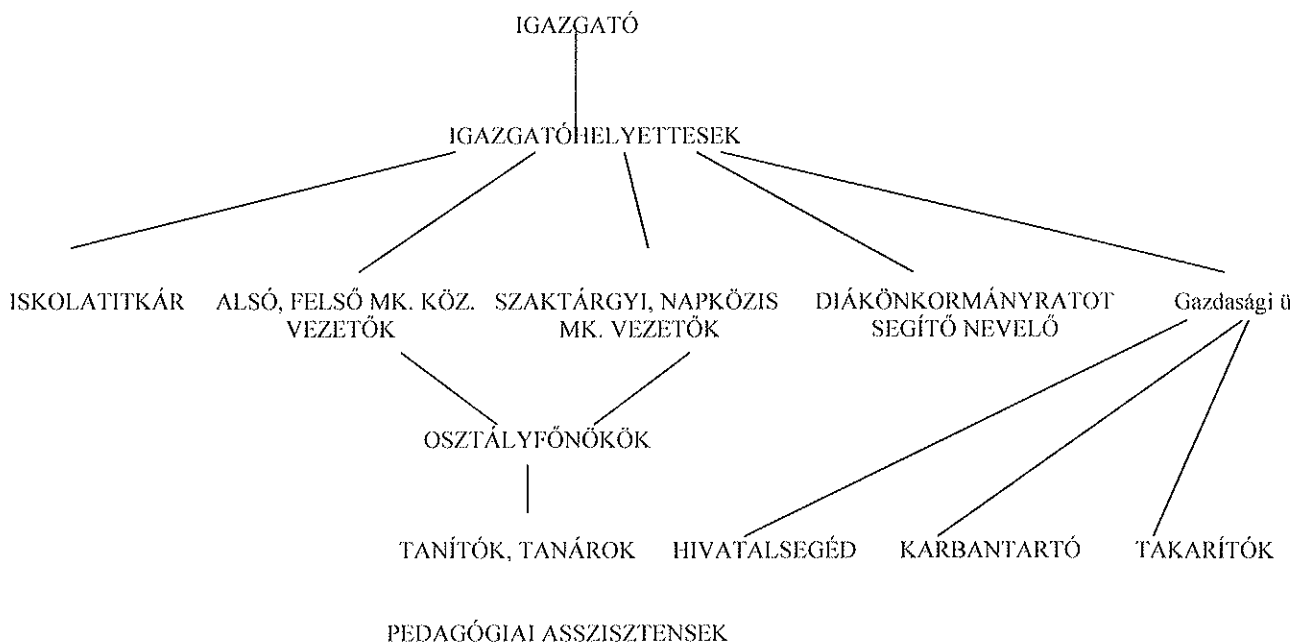 IGAZGATÓ
IGAZGATÓHELYETTESEK
ISKOLATITKÁR
ALSÓ, FELSŐ MK. KÖZ.
VEZETŐK
SZAKTÁRGYI, NAPKÖZIS
MK. VEZETŐK
DIÁKÖNKORMÁNYRATOT
SEGÍTŐ NEVELŐ
Gazdasági ü
OSZTÁLYFŐNÖKÖK
TANÍTÓK, TANÁROK
HIVATALSEGÉD
KARBANTARTÓ
TAKARÍTÓK
PEDAGÓGIAI ASSZISZTENSEK